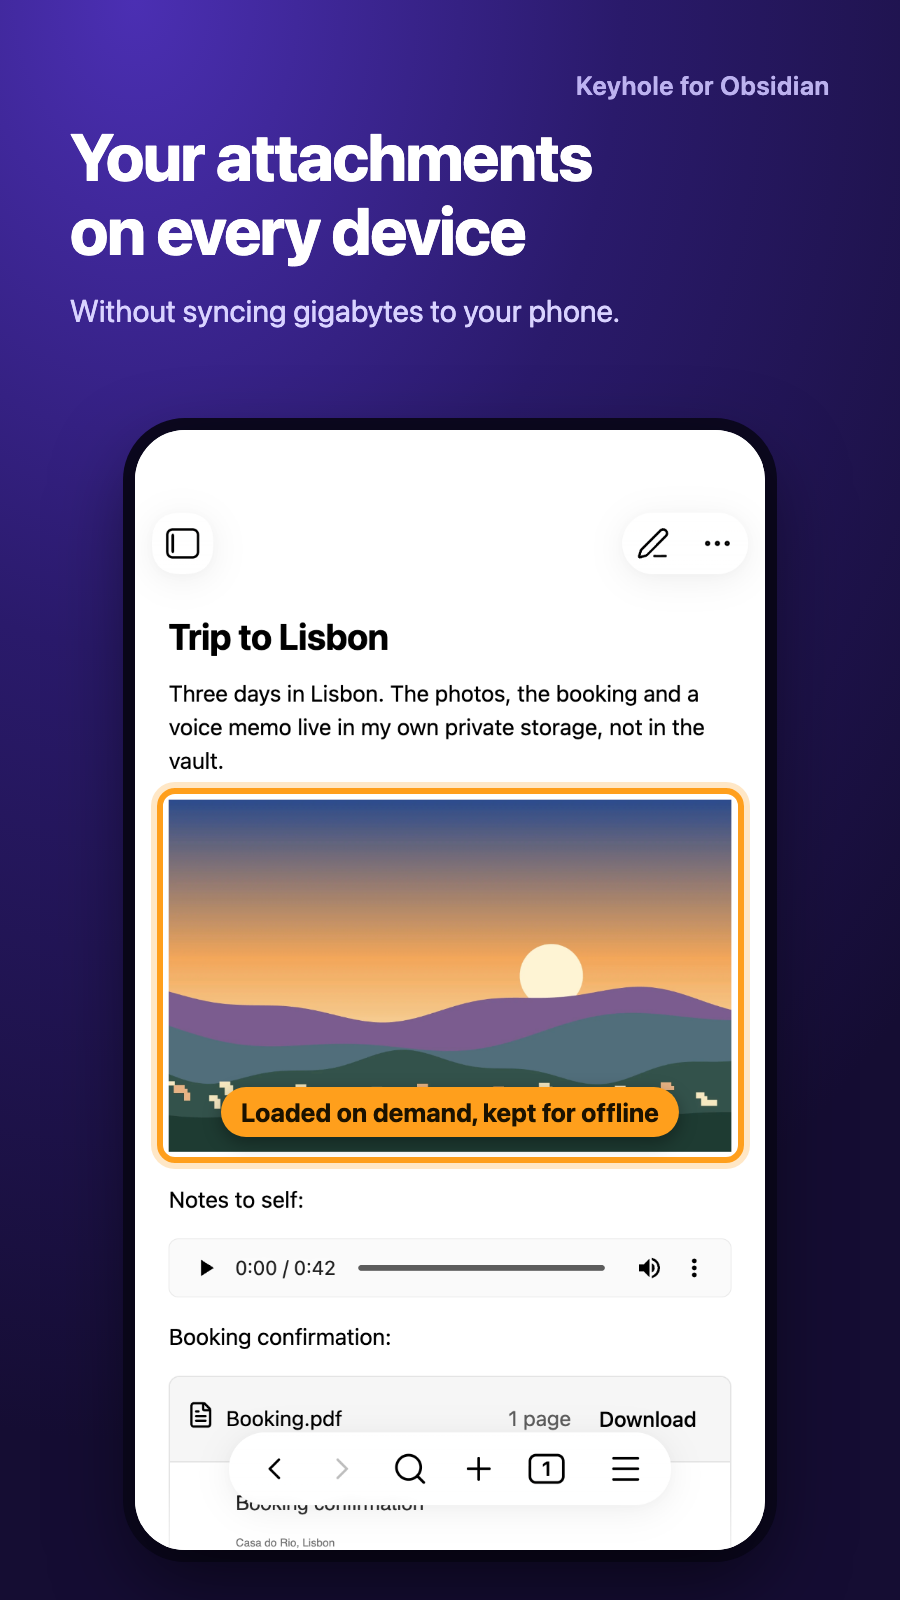 Keyhole for Obsidian
Your attachments
on every device
Without syncing gigabytes to your phone.
Trip to Lisbon
Three days in Lisbon. The photos, the booking and a
voice memo live in my own private storage, not in the
vault.
Loaded on demand, kept for offline
Notes to self:
0:00 / 0:42
Booking confirmation:
Booking.pdf 1 page Download
1
Booking confirmation
Casa do Rio, Lisbon